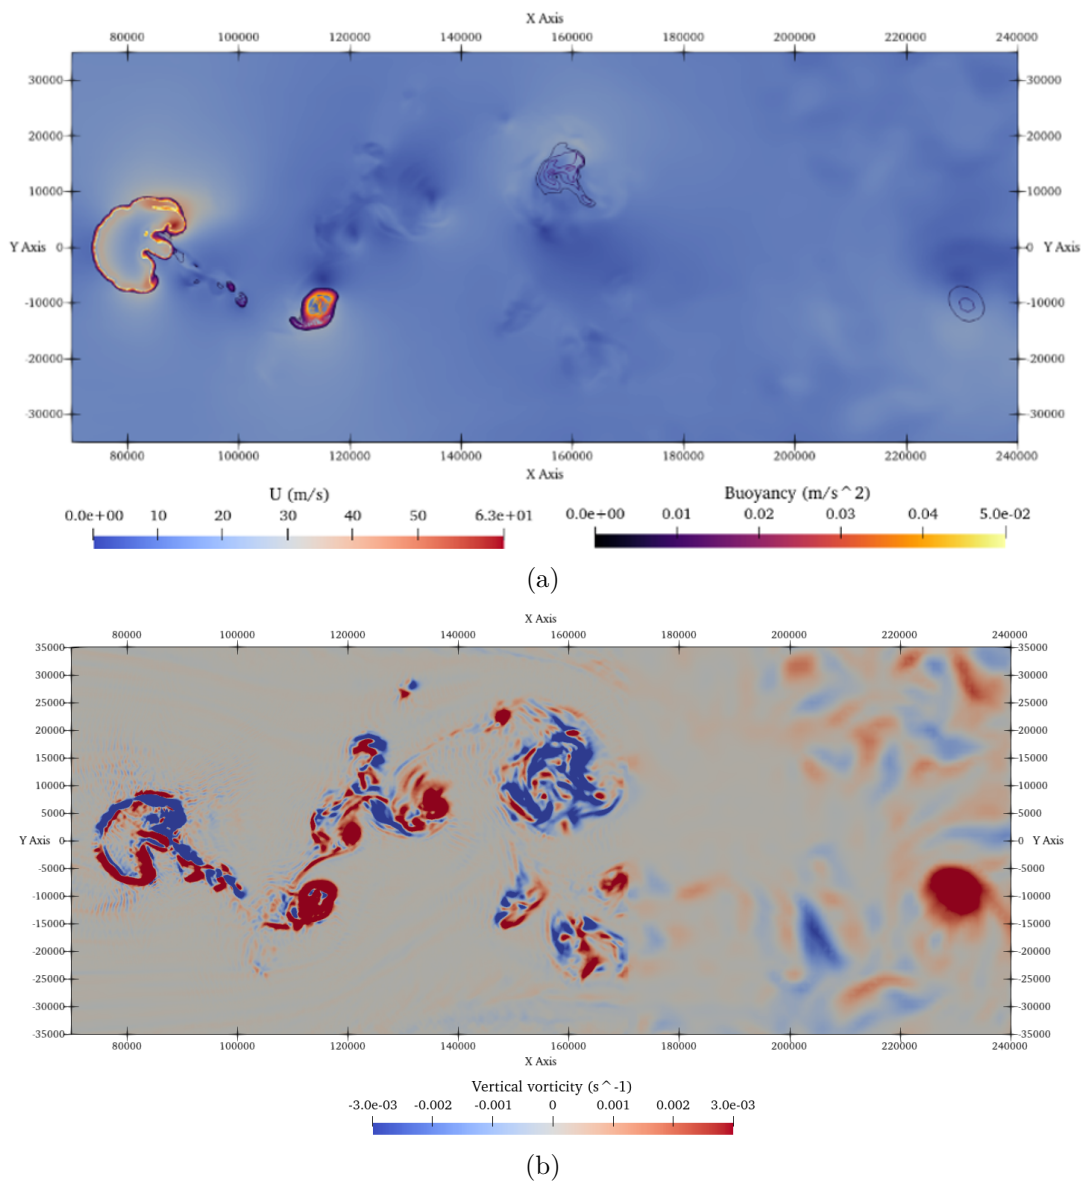 X Axis
80000 100000 120000 140000 160000 180000 200000 220000 240000
30000 30000
20000 20000
10000 10000
Y Axis 0 0 Y Axis
-10000 -10000
-20000 -20000
-30000 -30000
80000 100000 120000 140000 160000 180000 200000 220000 240000
X Axis
U (m/s) Buoyancy (m/s^2)
0.0e+00 10 20 30 40 50 6.3e+01 0.0e+00 0.01 0.02 0.03 0.04 5.0e-02
(a)
X Axis
80000 100000 120000 140000 160000 180000 200000 220000 240000
35000 35000
30000 30000
25000 25000
20000 20000
15000 15000
10000 10000
5000 5000
Y Axis 0 0 Y Axis
-5000 -5000
-10000 -10000
-15000 -15000
-20000 -20000
-25000 -25000
-30000 -30000
-35000 -35000
80000 100000 120000 140000 160000 180000 200000 220000 240000
X Axis
Vertical vorticity (s^-1)
-3.0e-03 -0.002 -0.001 0 0.001 0.002 3.0e-03
(b)